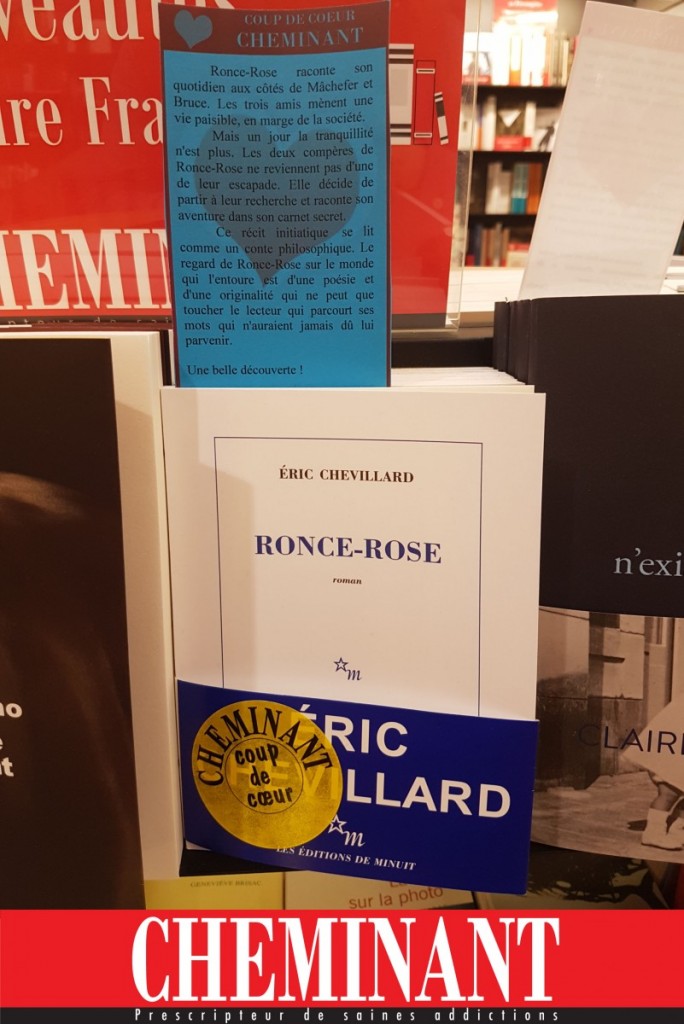 COUP DE COEUR
CHEMINANT
Ronce-Rose raconte son
quotidien aux côtés de Mâchefer et
Bruce. Les trois amis mènent une
vie paisible, en marge de la société.
Mais un jour la tranquillité
n'est plus. Les deux compères de
Ronce-Rose ne reviennent pas d'une
de leur escapade. Elle décide de
partir à leur recherche et raconte son
aventure dans son carnet secret.
Ce récit initiatique se lit
comme un conte philosophique. Le
regard de Ronce-Rose sur le monde
qui l'entoure est d'une poésie et
d'une originalité qui ne peut que
toucher le lecteur qui parcourt ses
mots qui n'auraient jamais dû lui
parvenir.
Une belle découverte !
ÉRIC CHEVILLARD
RONCE-ROSE
roman
m
n'exi
CLAIR
ÉRIC
VILLARD
CHEMINANT
coup
de
cœur
m
LES ÉDITIONS DE MINUIT
sur la photo
CHEMINANT
Prescripteur de saines addictions